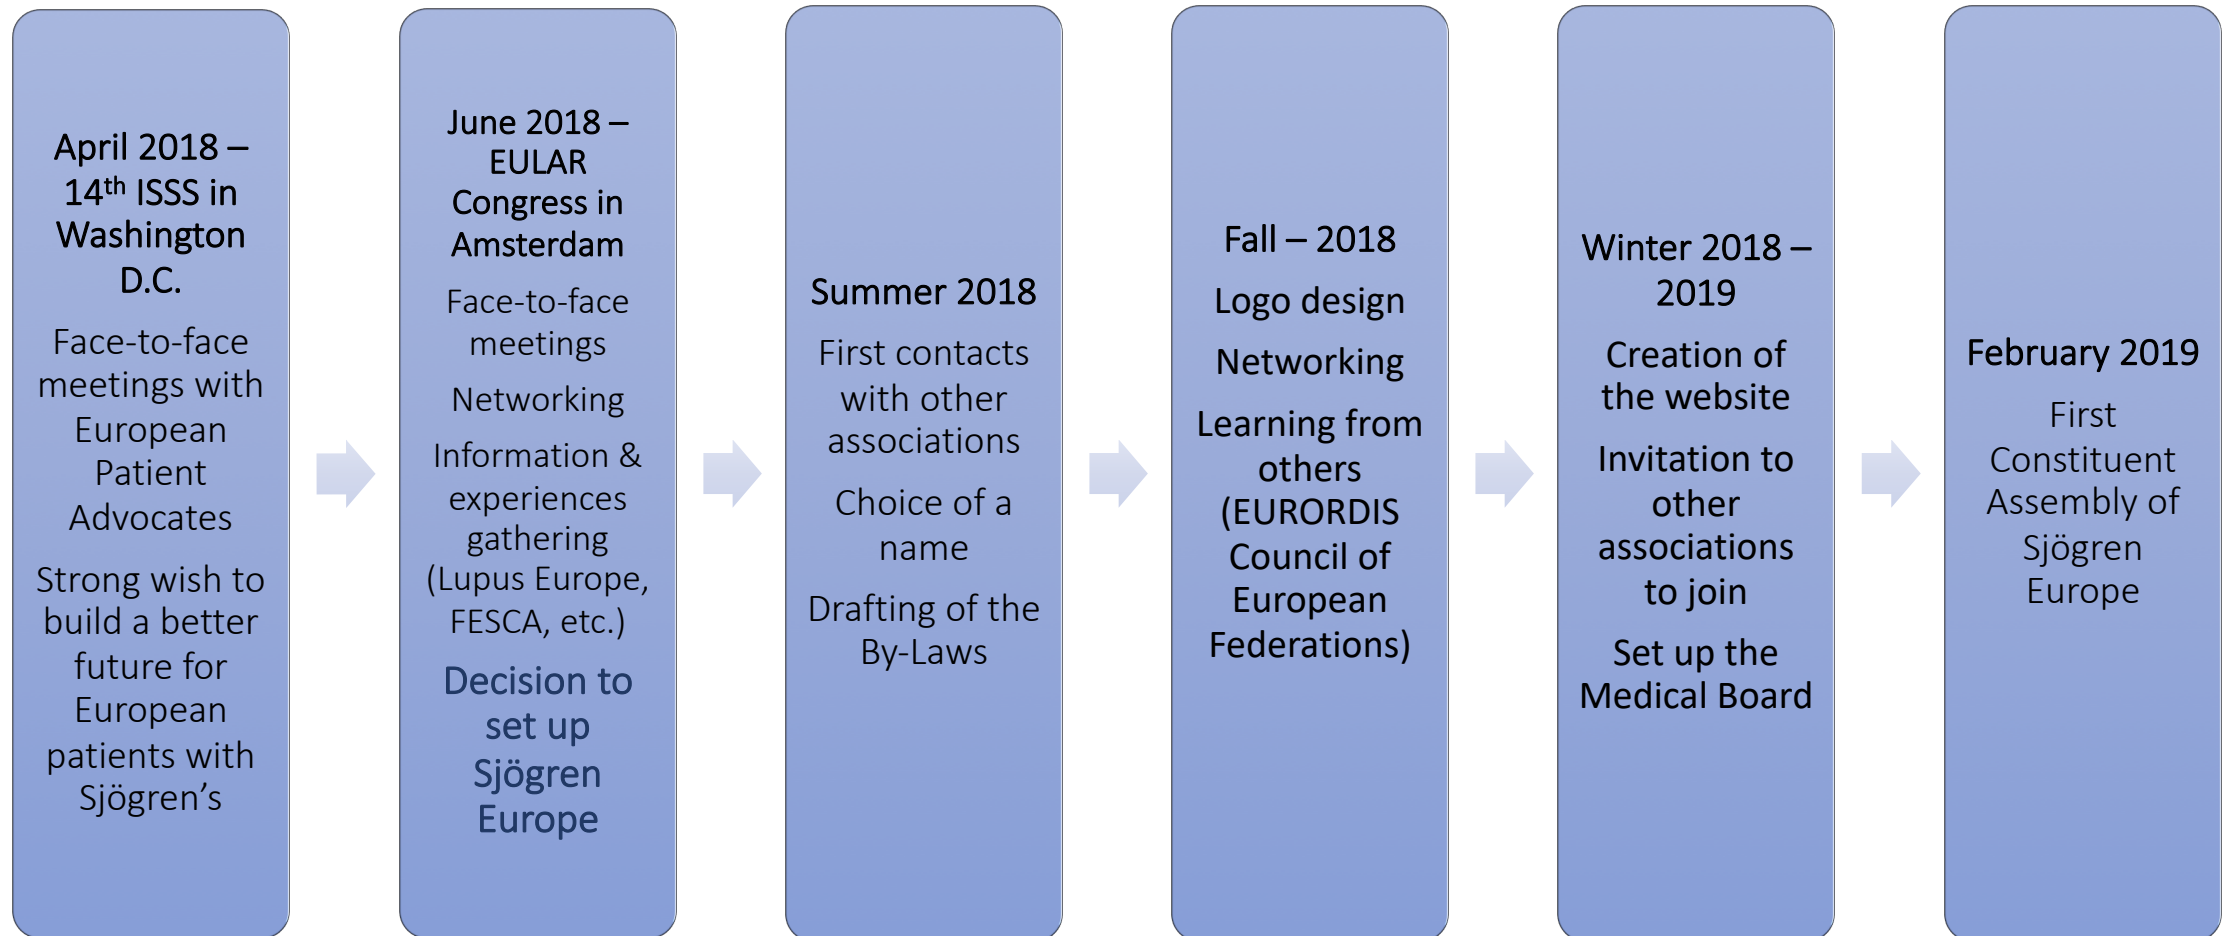 April 2018 –
14th ISSS in
Washington
D.C.
Face-to-face
meetings with
European
Patient
Advocates
Strong wish to
build a better
future for
European
patients with
Sjögren’s
June 2018 –
EULAR
Congress in
Amsterdam
Face-to-face
meetings
Networking
Information &
experiences
gathering
(Lupus Europe,
FESCA, etc.)
Decision to
set up
Sjögren
Europe
Summer 2018
First contacts
with other
associations
Choice of a
name
Drafting of the
By-Laws
Fall – 2018
Logo design
Networking
Learning from
others
(EURORDIS
Council of
European
Federations)
Winter 2018 –
2019
Creation of
the website
Invitation to
other
associations
to join
Set up the
Medical Board
February 2019
First
Constituent
Assembly of
Sjögren
Europe